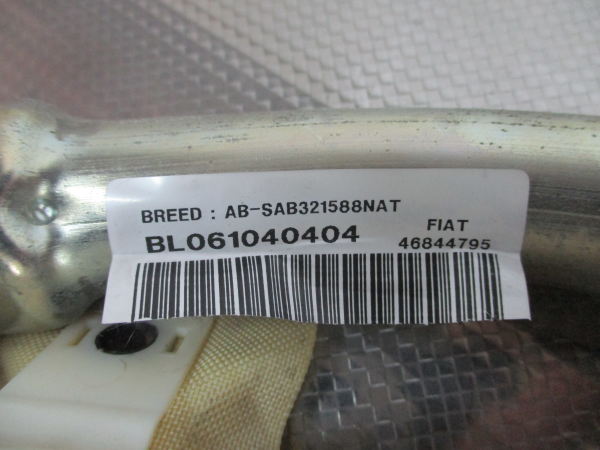 BREED : AB-SAB321588NAT
BL061040404
FIAT
46844795